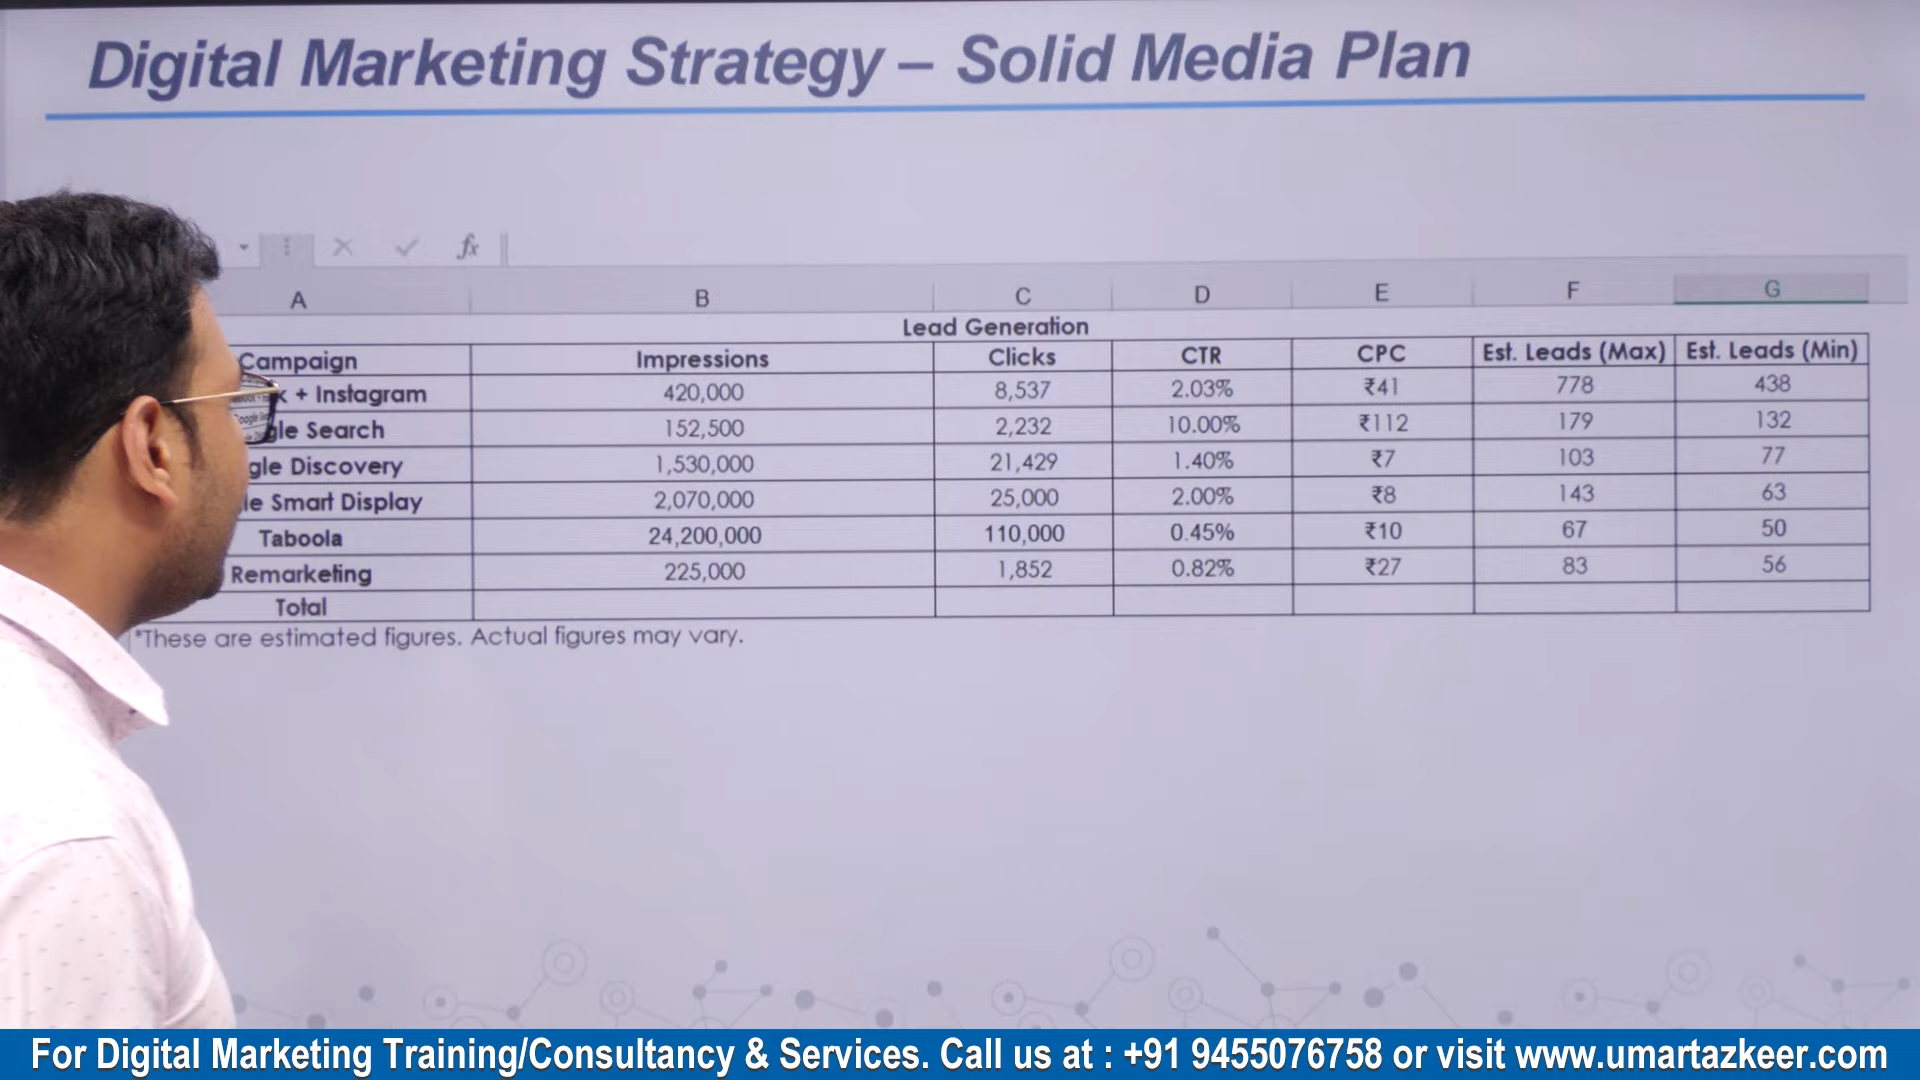 Digital Marketing Strategy – Solid Media Plan
fx
A B C D E F G
Lead Generation
Campaign Impressions Clicks CTR CPC Est. Leads (Max) Est. Leads (Min)
+ Instagram 420,000 8,537 2.03% ₹41 778 438
Search 152,500 2,232 10.00% ₹112 179 132
Discovery 1,530,000 21,429 1.40% ₹7 103 77
Smart Display 2,070,000 25,000 2.00% ₹8 143 63
Taboola 24,200,000 110,000 0.45% ₹10 67 50
Remarketing 225,000 1,852 0.82% ₹27 83 56
Total
*These are estimated figures. Actual figures may vary.
For Digital Marketing Training/Consultancy & Services. Call us at : +91 9455076758 or visit www.umartazkeer.com